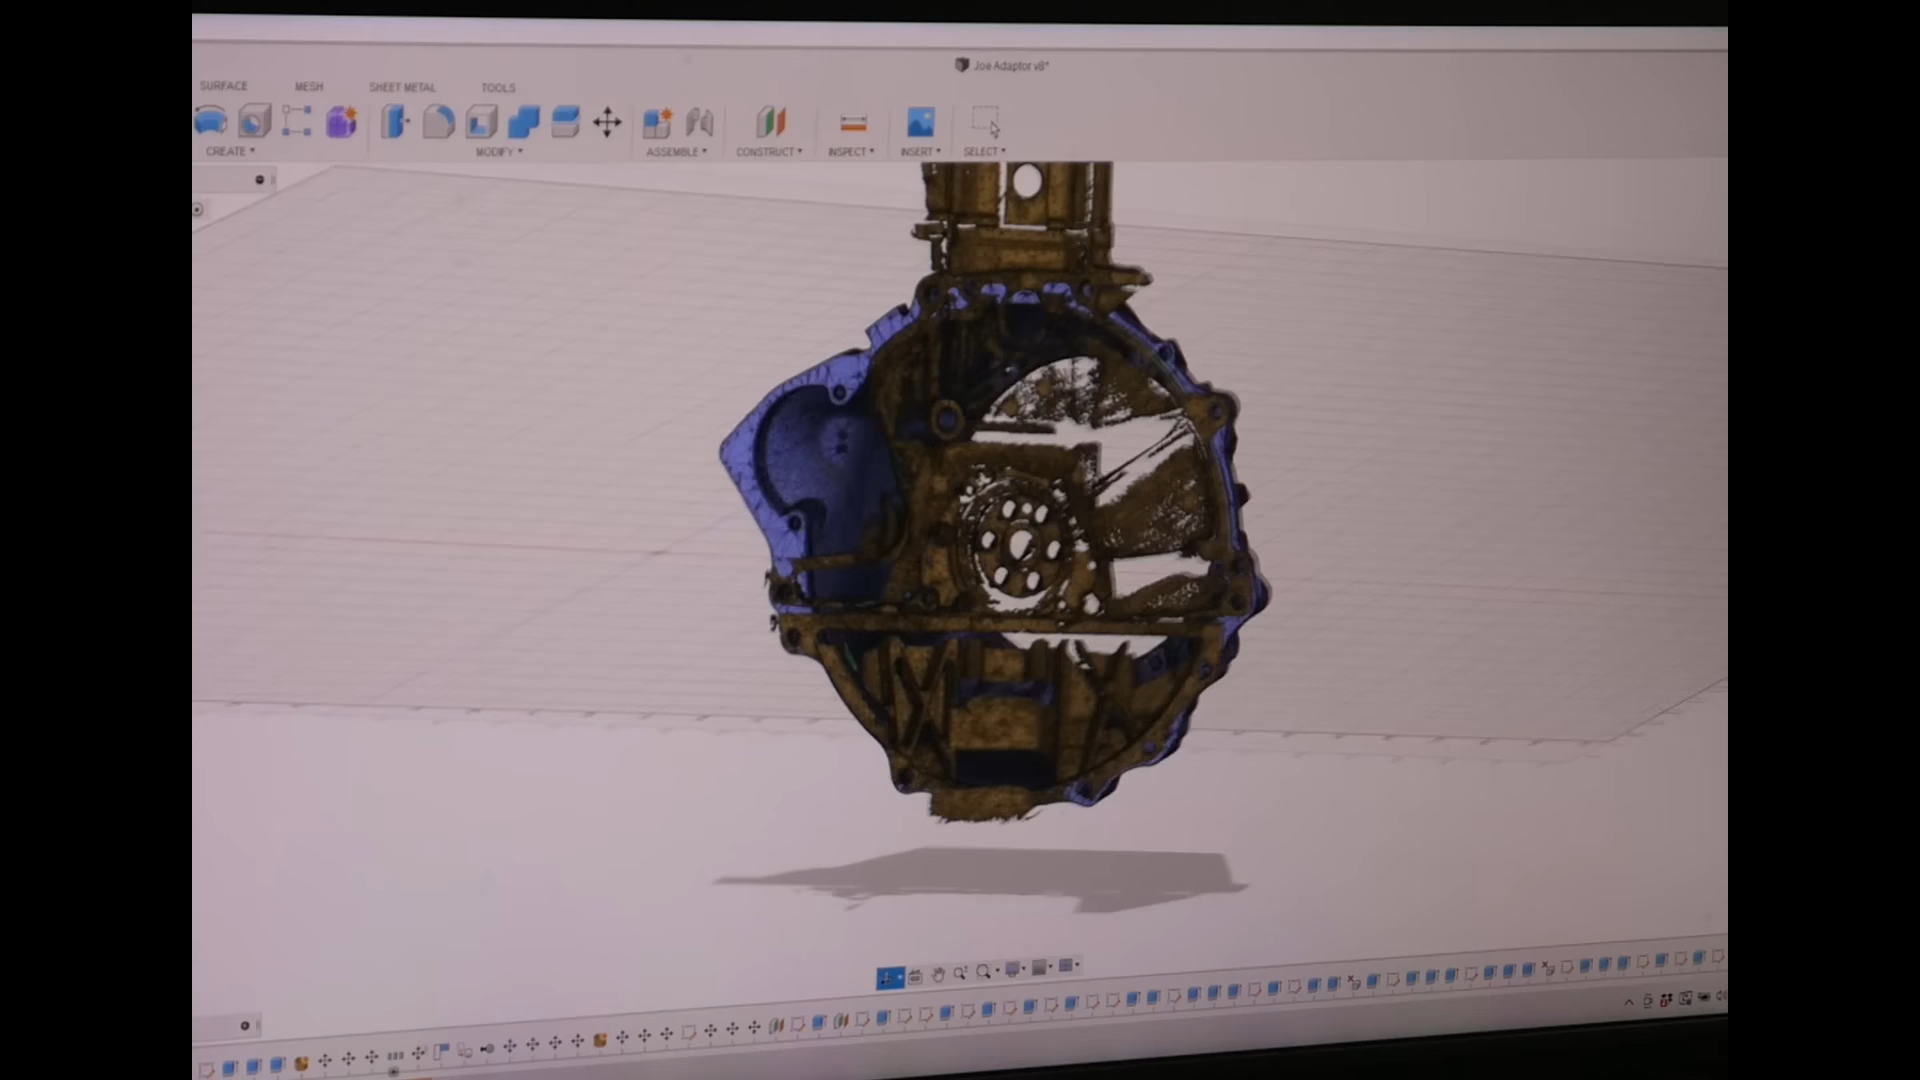 Joe Adaptor v8*
SURFACE MESH SHEET METAL TOOLS
CREATE MODIFY ASSEMBLE CONSTRUCT INSPECT INSERT SELECT